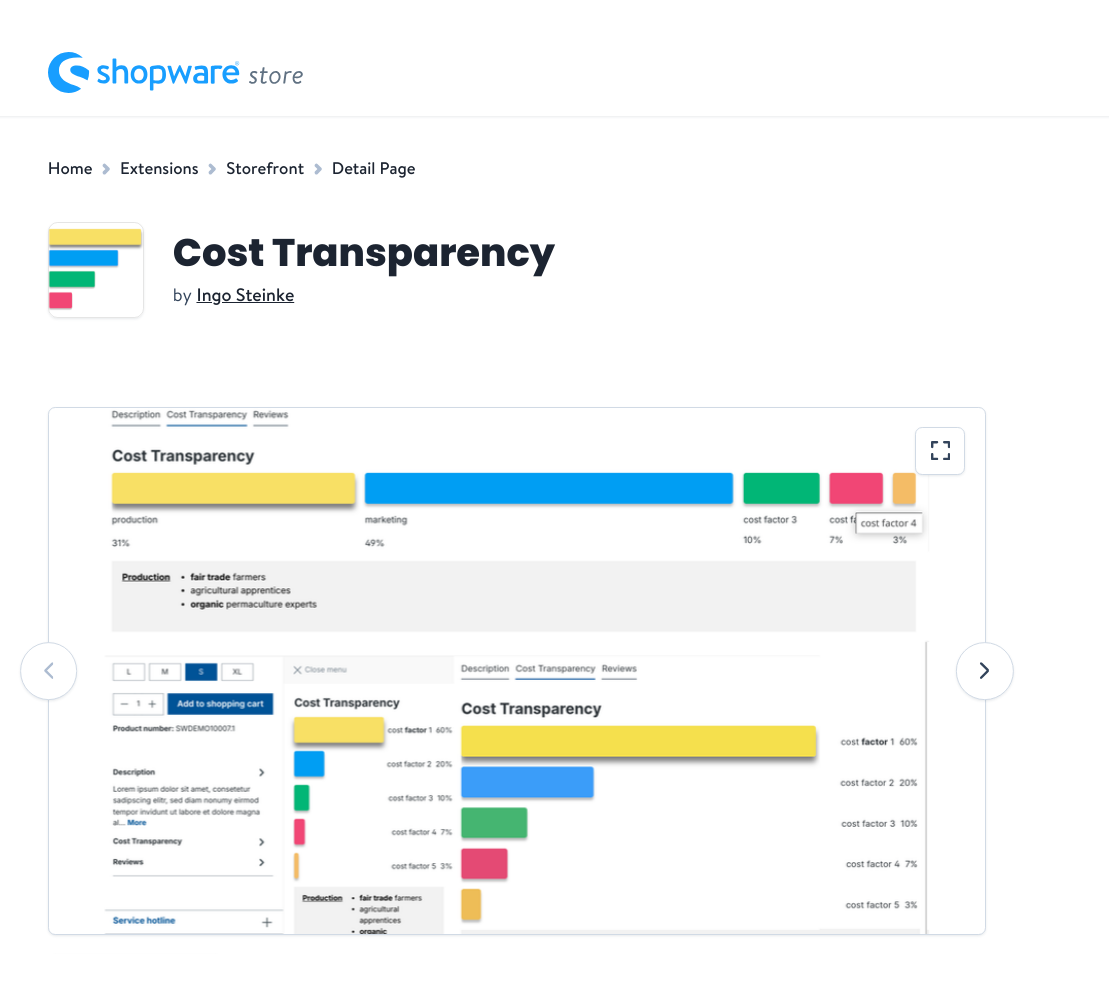 shopware store
Home Extensions Storefront Detail Page
Cost Transparency
by Ingo Steinke
Description Cost Transparency Reviews
Cost Transparency
production marketing cost factor 3 cost fa cost factor 4
31% 49% 10% 7% 3%
Production • fair trade farmers
• agricultural apprentices
• organic permaculture experts
L M S XL
− 1 + Add to shopping cart
Product number: SWDEMO10007.1
Description
Lorem ipsum dolor sit amet, consetetur
sadipscing elitr, sed diam nonumy eirmod
tempor invidunt ut labore et dolore magna
al... More
Cost Transparency
Reviews
Service hotline +
Close menu
Cost Transparency
cost factor 1 60%
cost factor 2 20%
cost factor 3 10%
cost factor 4 7%
cost factor 5 3%
Production • fair trade farmers
• agricultural
apprentices
• organic
Description Cost Transparency Reviews
Cost Transparency
cost factor 1 60%
cost factor 2 20%
cost factor 3 10%
cost factor 4 7%
cost factor 5 3%